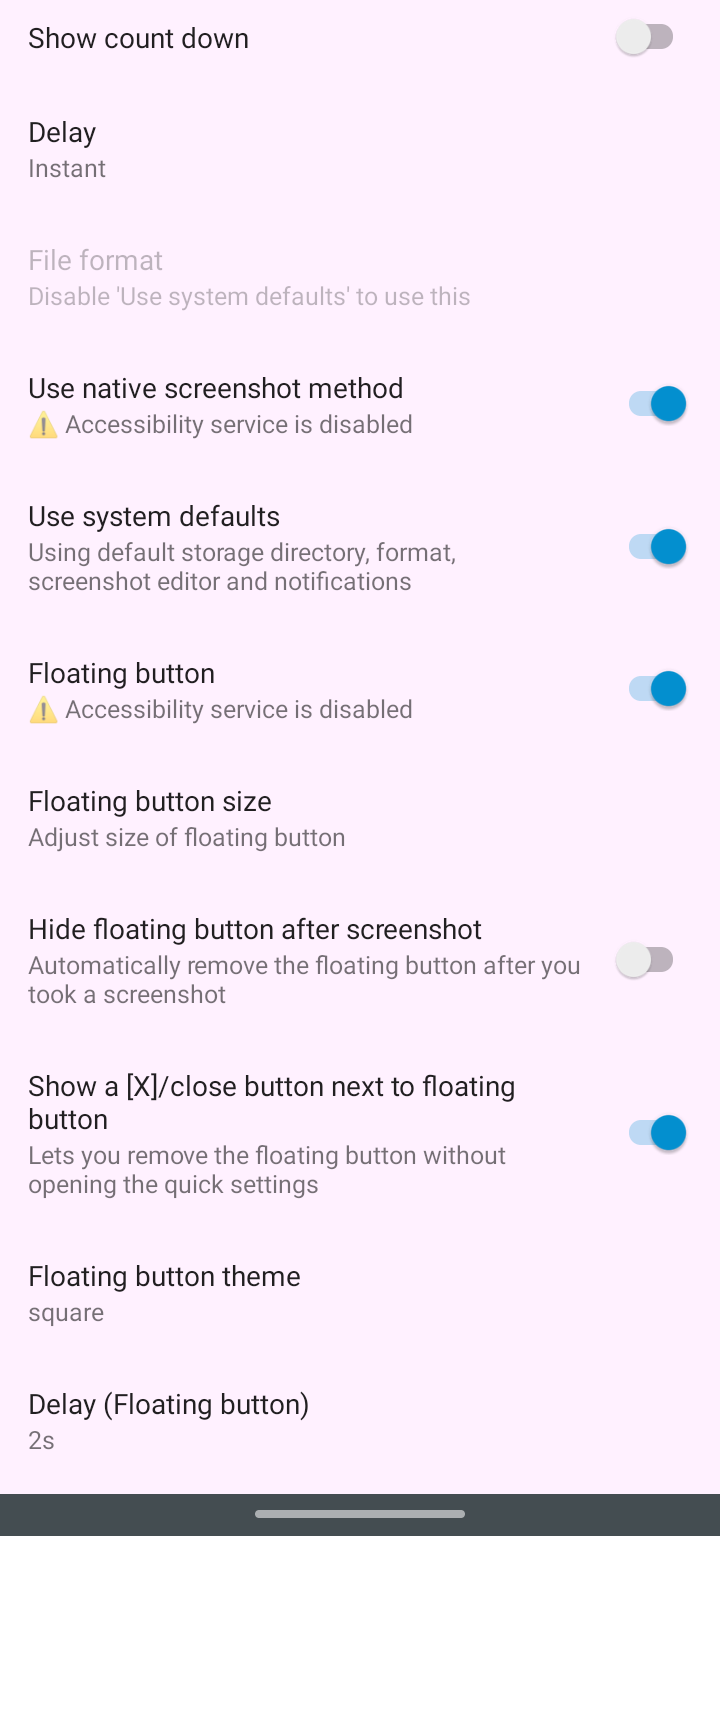 Show count down
Delay
Instant
File format
Disable 'Use system defaults' to use this
Use native screenshot method
⚠️ Accessibility service is disabled
Use system defaults
Using default storage directory, format,
screenshot editor and notifications
Floating button
⚠️ Accessibility service is disabled
Floating button size
Adjust size of floating button
Hide floating button after screenshot
Automatically remove the floating button after you
took a screenshot
Show a [X]/close button next to floating
button
Lets you remove the floating button without
opening the quick settings
Floating button theme
square
Delay (Floating button)
2s